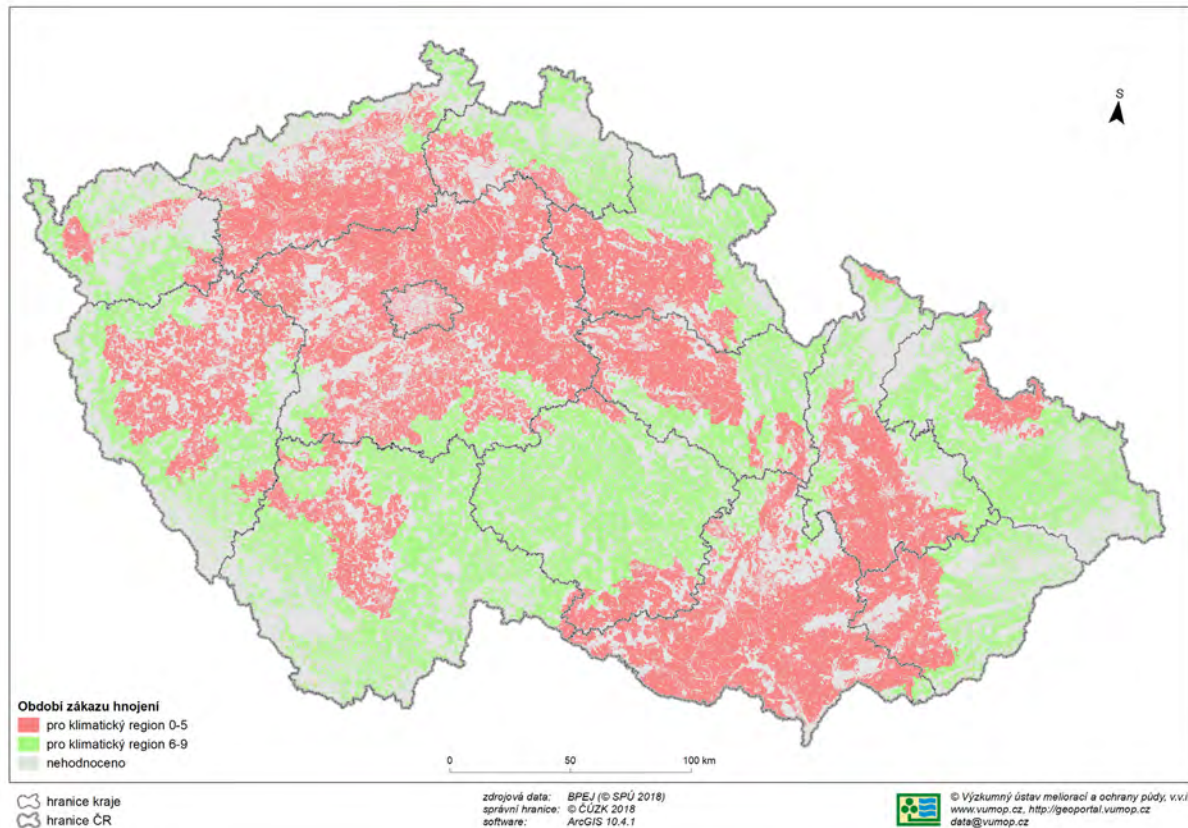 S
Období zákazu hnojení
pro klimatický region 0-5
pro klimatický region 6-9
nehodnoceno
0 50 100 km
hranice kraje
hranice ČR
zdrojová data: BPEJ (© SPÚ 2018)
správní hranice: © ČÚZK 2018
software: ArcGIS 10.4.1
© Výzkumný ústav meliorací a ochrany půdy, v.v.i
www.vumop.cz, http://geoportal.vumop.cz
data@vumop.cz